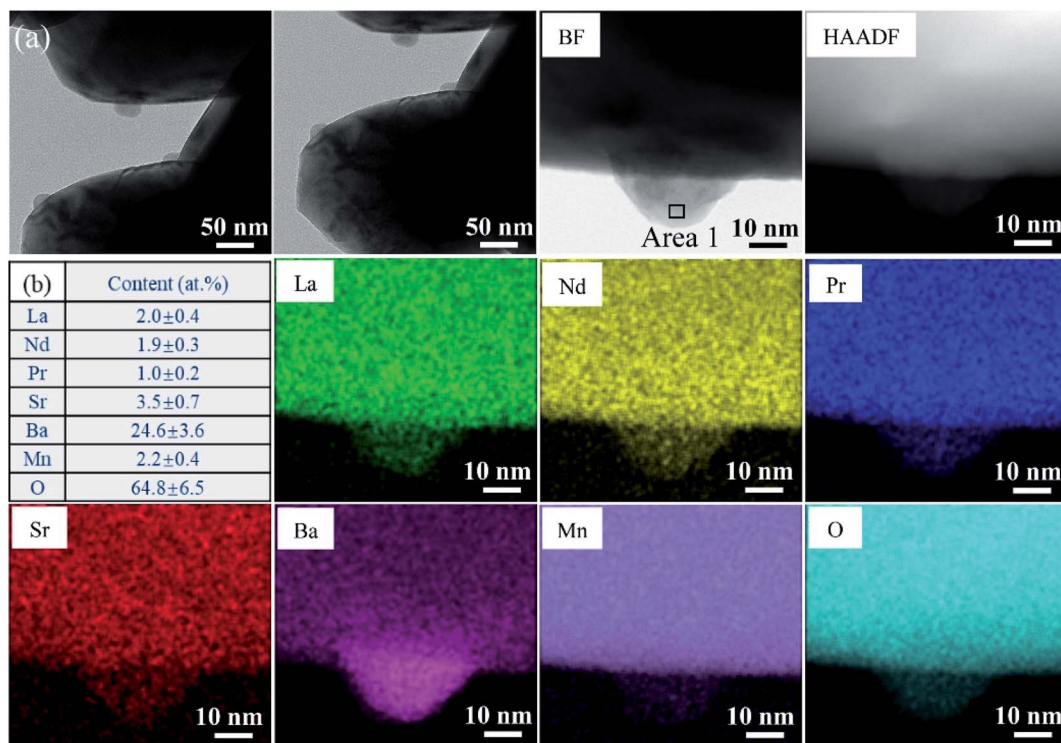 (a)
BF
HAADF
50 nm
50 nm
Area 1
10 nm
10 nm
(b) Content (at.%)
La 2.0±0.4
Nd 1.9±0.3
Pr 1.0±0.2
Sr 3.5±0.7
Ba 24.6±3.6
Mn 2.2±0.4
O 64.8±6.5
La
10 nm
Nd
10 nm
Pr
10 nm
Sr
10 nm
Ba
10 nm
Mn
10 nm
O
10 nm